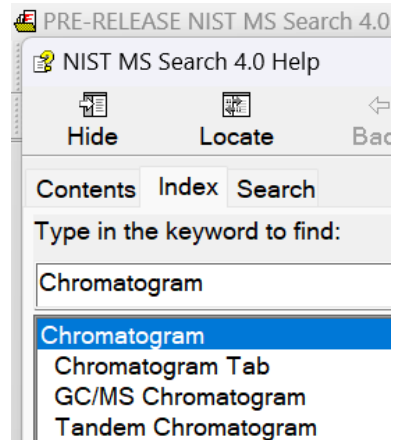 PRE-RELEASE NIST MS Search 4.0
NIST MS Search 4.0 Help
Hide Locate Bac
Contents Index Search
Type in the keyword to find:
Chromatogram
Chromatogram
Chromatogram Tab
GC/MS Chromatogram
Tandem Chromatogram